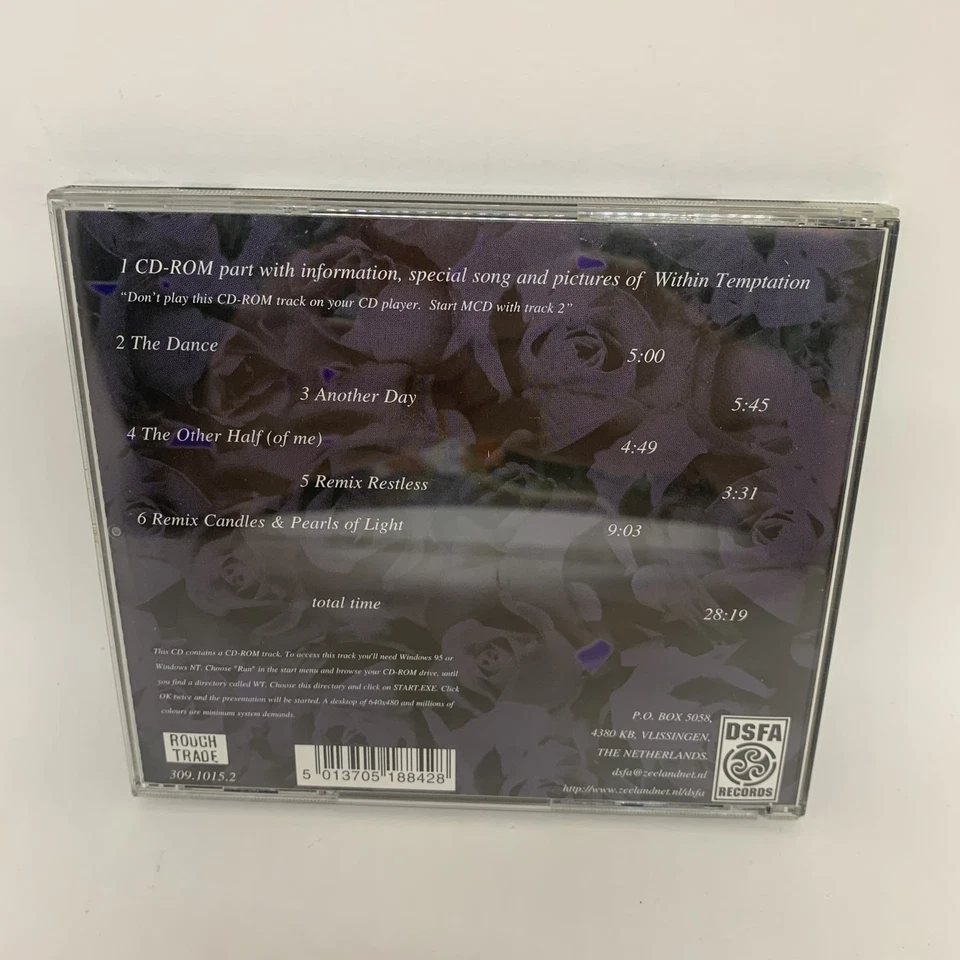 1 CD-ROM part with information, special song and pictures of Within Temptation
"Don't play this CD-ROM track on your CD player. Start MCD with track 2"
2 The Dance 5:00
3 Another Day 5:45
4 The Other Half (of me) 4:49
5 Remix Restless 3:31
6 Remix Candles & Pearls of Light 9:03
total time 28:19
This CD contains a CD-ROM track. To access this track you'll need Windows 95 or
Windows NT. Choose "Run" in the start menu and browse your CD-ROM drive, until
you find a directory called WT. Choose this directory and click on START.EXE. Click
OK twice and the presentation will be started. A desktop of 640x480 and millions of
colours are minimum system demands.
ROUGH
TRADE
309.1015.2
5 013705 188428
P.O. BOX 5058,
4380 KB, VLISSINGEN,
THE NETHERLANDS.
dsfa@zeelandnet.nl
http://www.zeelandnet.nl/dsfa
DSFA
RECORDS